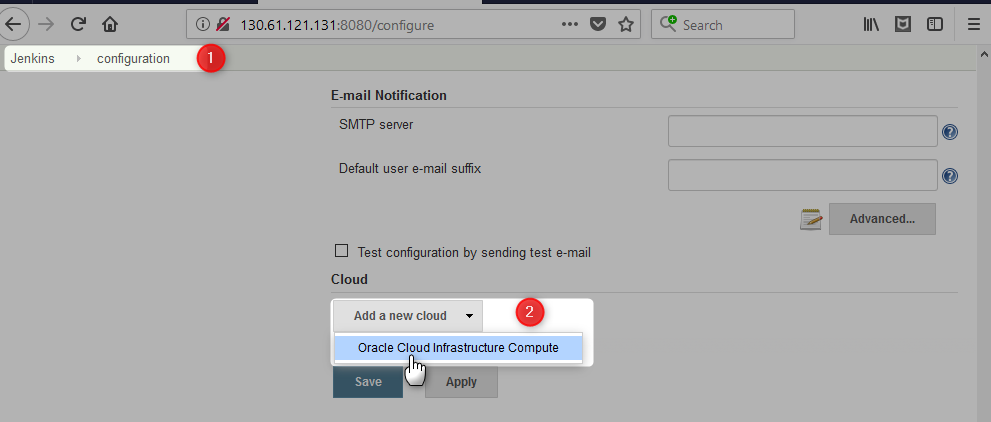 130.61.121.131:8080/configure
Search
Jenkins configuration 1
E-mail Notification
SMTP server
Default user e-mail suffix
Advanced...
Test configuration by sending test e-mail
Cloud
Add a new cloud 2
Oracle Cloud Infrastructure Compute
Save Apply